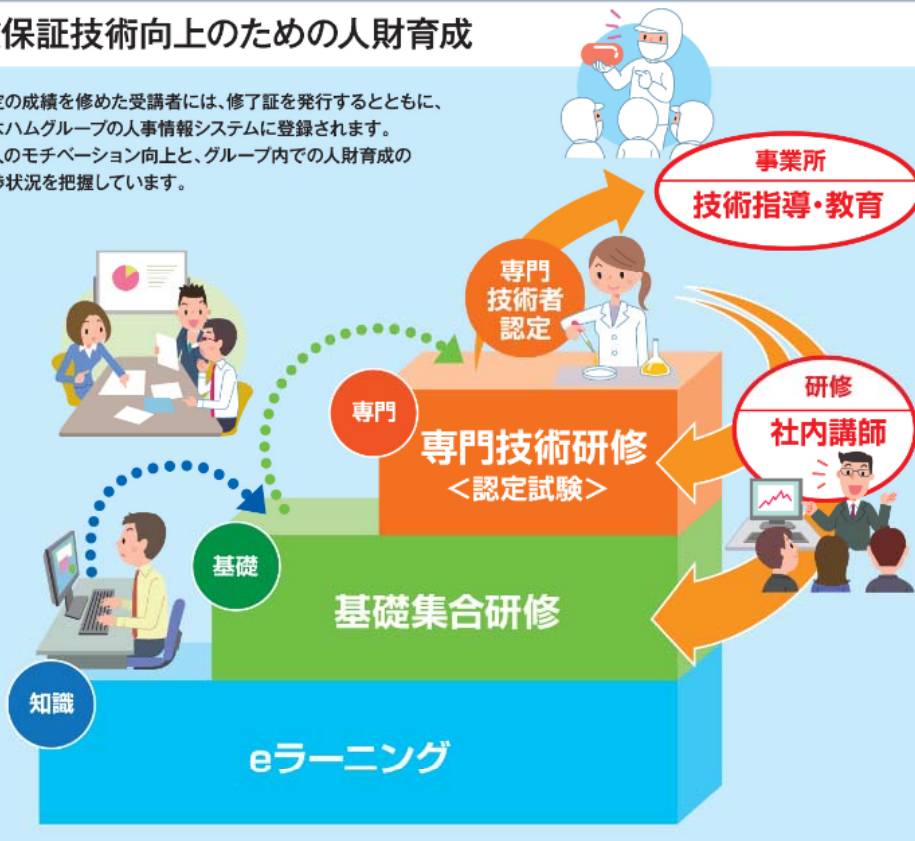 保証技術向上のための人財育成
の成績を修めた受講者には、修了証を発行するとともに、
ハムグループの人事情報システムに登録されます。
のモチベーション向上と、グループ内での人財育成の
状況を把握しています。
事業所
技術指導・教育
専門
技術者
認定
研修
社内講師
専門
専門技術研修
＜認定試験＞
基礎
基礎集合研修
知識
eラーニング